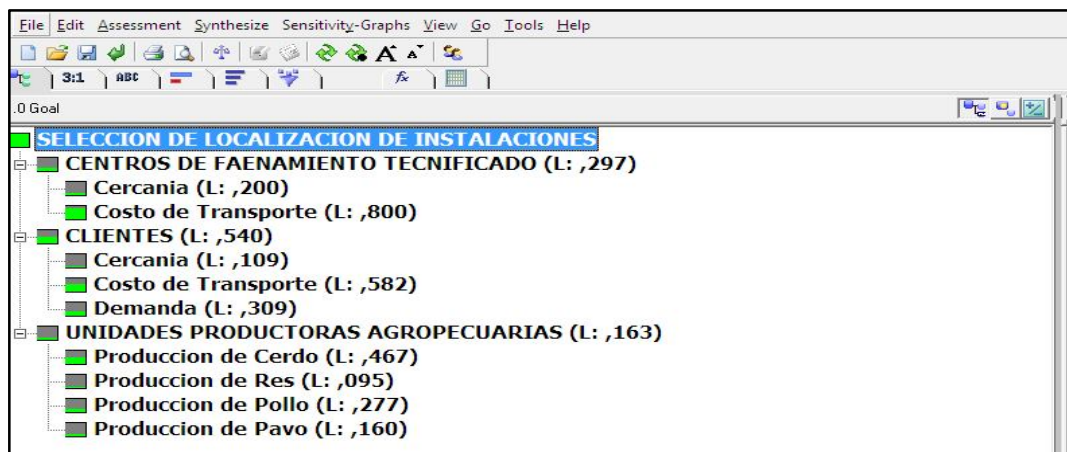 File Edit Assessment Synthesize Sensitivity-Graphs View Go Tools Help
A A
3:1 ABC fx
.0 Goal
SELECCION DE LOCALIZACION DE INSTALACIONES
CENTROS DE FAENAMIENTO TECNIFICADO (L: ,297)
Cercania (L: ,200)
Costo de Transporte (L: ,800)
CLIENTES (L: ,540)
Cercania (L: ,109)
Costo de Transporte (L: ,582)
Demanda (L: ,309)
UNIDADES PRODUCTORAS AGROPECUARIAS (L: ,163)
Produccion de Cerdo (L: ,467)
Produccion de Res (L: ,095)
Produccion de Pollo (L: ,277)
Produccion de Pavo (L: ,160)